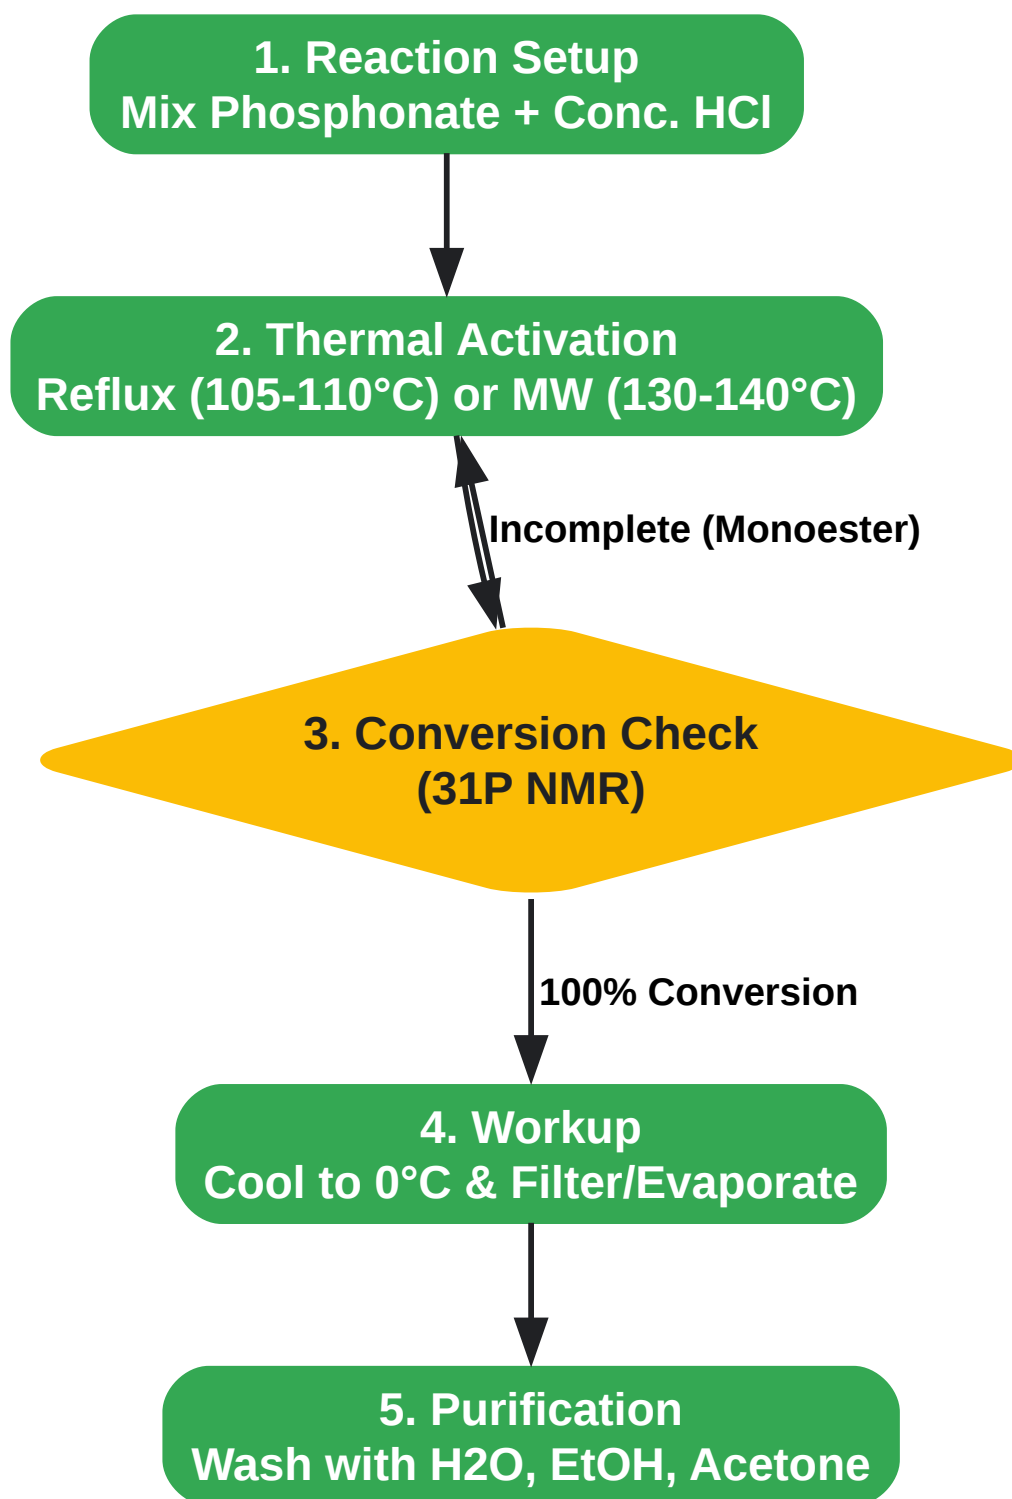 1. Reaction Setup
Mix Phosphonate + Conc. HCl
2. Thermal Activation
Reflux (105-110°C) or MW (130-140°C)
Incomplete (Monoester)
3. Conversion Check
(31P NMR)
100% Conversion
4. Workup
Cool to 0°C & Filter/Evaporate
5. Purification
Wash with H2O, EtOH, Acetone